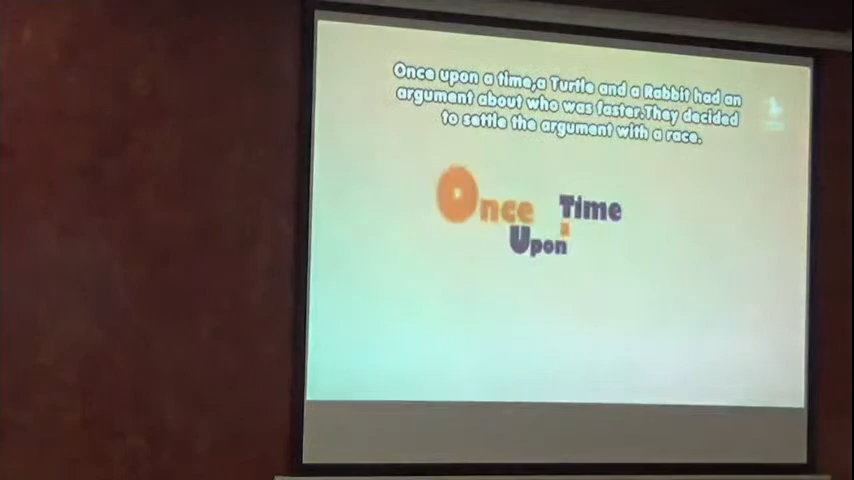 Once upon a time,a Turtle and a Rabbit had an
argument about who was faster.They decided
to settle the argument with a race.
Once
Upon
a
Time